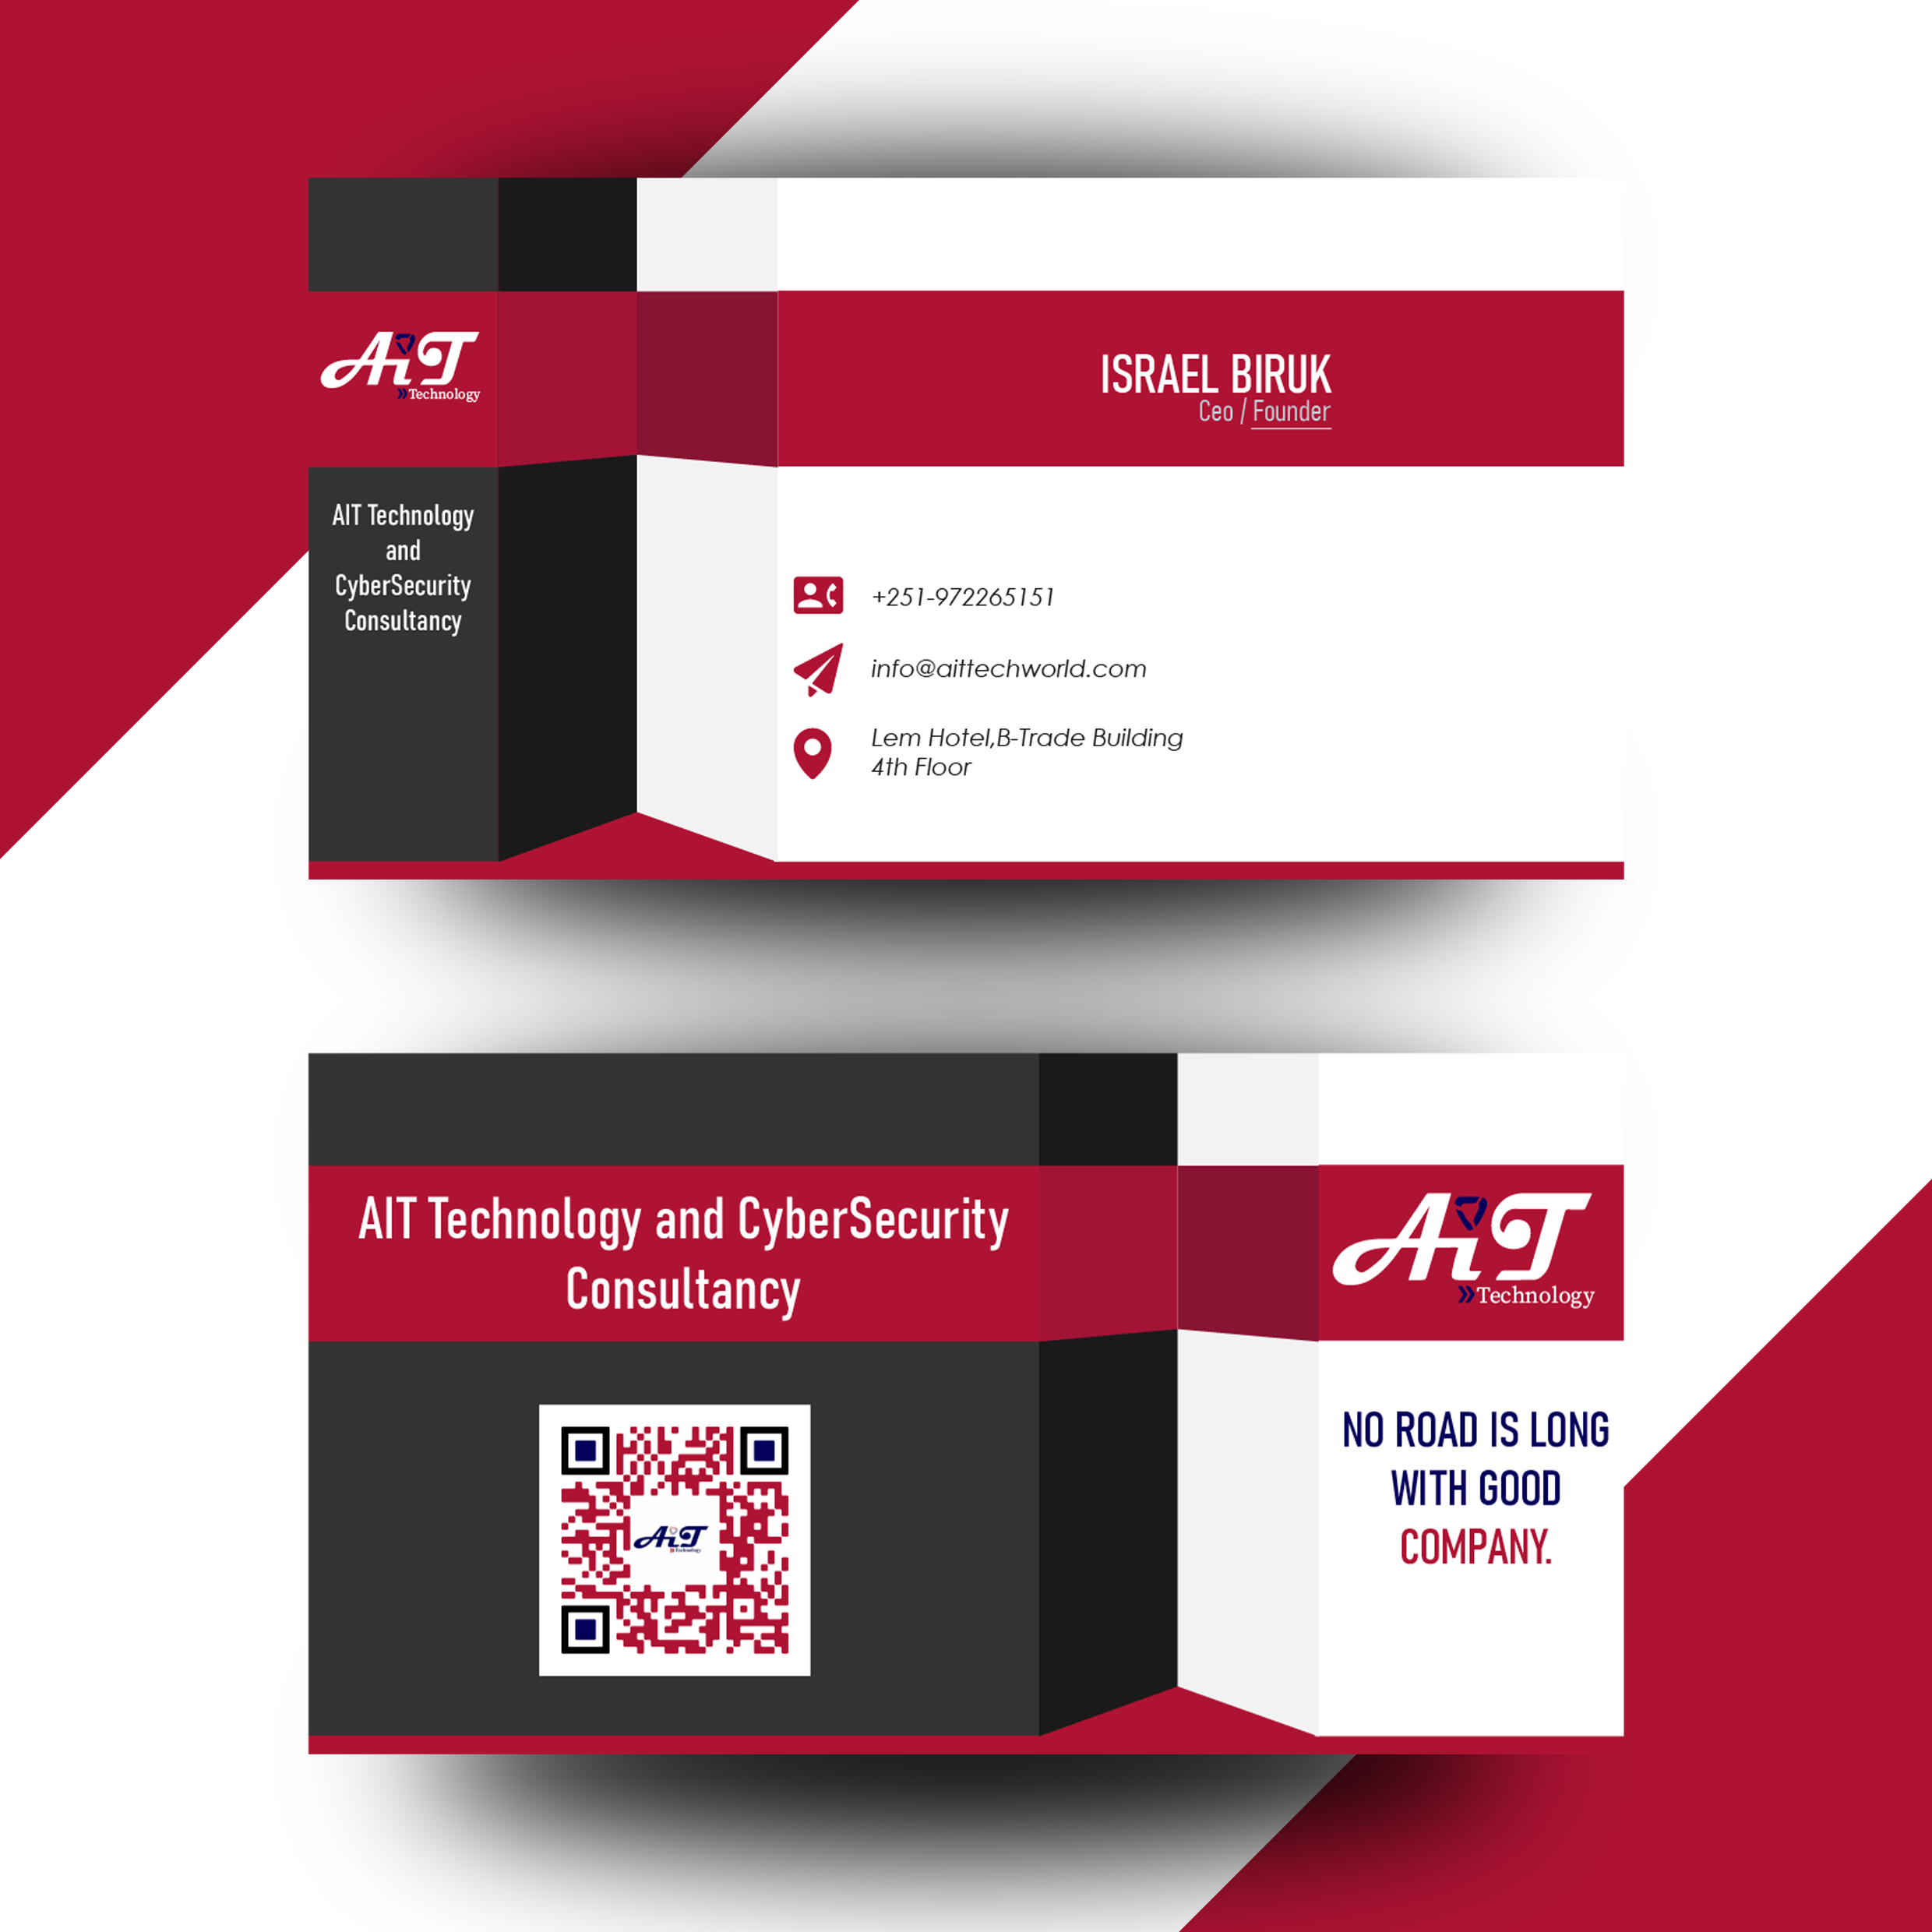 AiT
»Technology
ISRAEL BIRUK
Ceo / Founder
AIT Technology
and
CyberSecurity
Consultancy
+251-972265151
info@aittechworld.com
Lem Hotel,B-Trade Building
4th Floor
AIT Technology and CyberSecurity
Consultancy
AiT
»Technology
AiT
Technology
NO ROAD IS LONG
WITH GOOD
COMPANY.